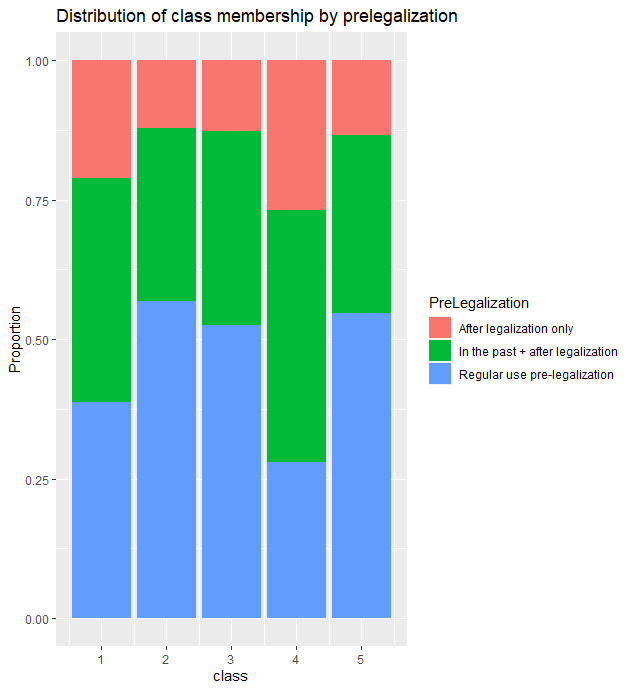 Distribution of class membership by prelegalization
1.00
0.75
0.50
0.25
0.00
Proportion
1 2 3 4 5
class
PreLegalization
After legalization only
In the past + after legalization
Regular use pre-legalization